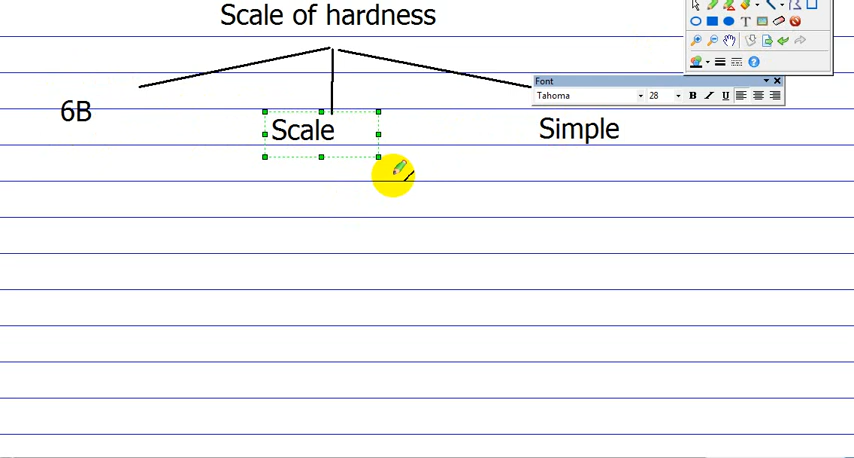 Scale of hardness
Font
Tahoma 28 B I U
6B
Scale
Simple